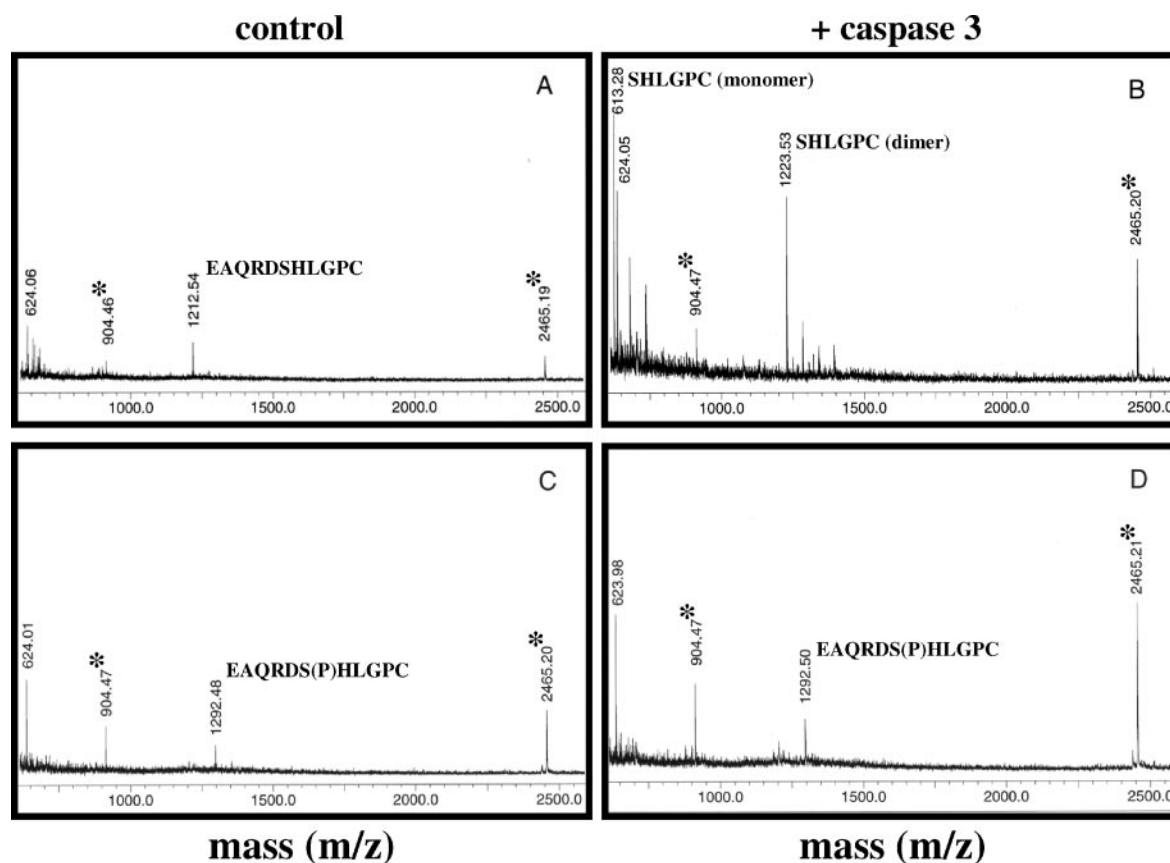 control
+ caspase 3
A
624.06
* 904.46
1212.54 EAQRDSHLGPC
* 2465.19
1000.0 1500.0 2000.0 2500.0
B
613.28 SHLGPC (monomer)
624.05
* 904.47
1223.53 SHLGPC (dimer)
* 2465.20
1000.0 1500.0 2000.0 2500.0
C
624.01
* 904.47
1292.48 EAQRDS(P)HLGPC
* 2465.20
1000.0 1500.0 2000.0 2500.0
D
623.98
* 904.47
1292.50 EAQRDS(P)HLGPC
* 2465.21
1000.0 1500.0 2000.0 2500.0
mass (m/z)
mass (m/z)